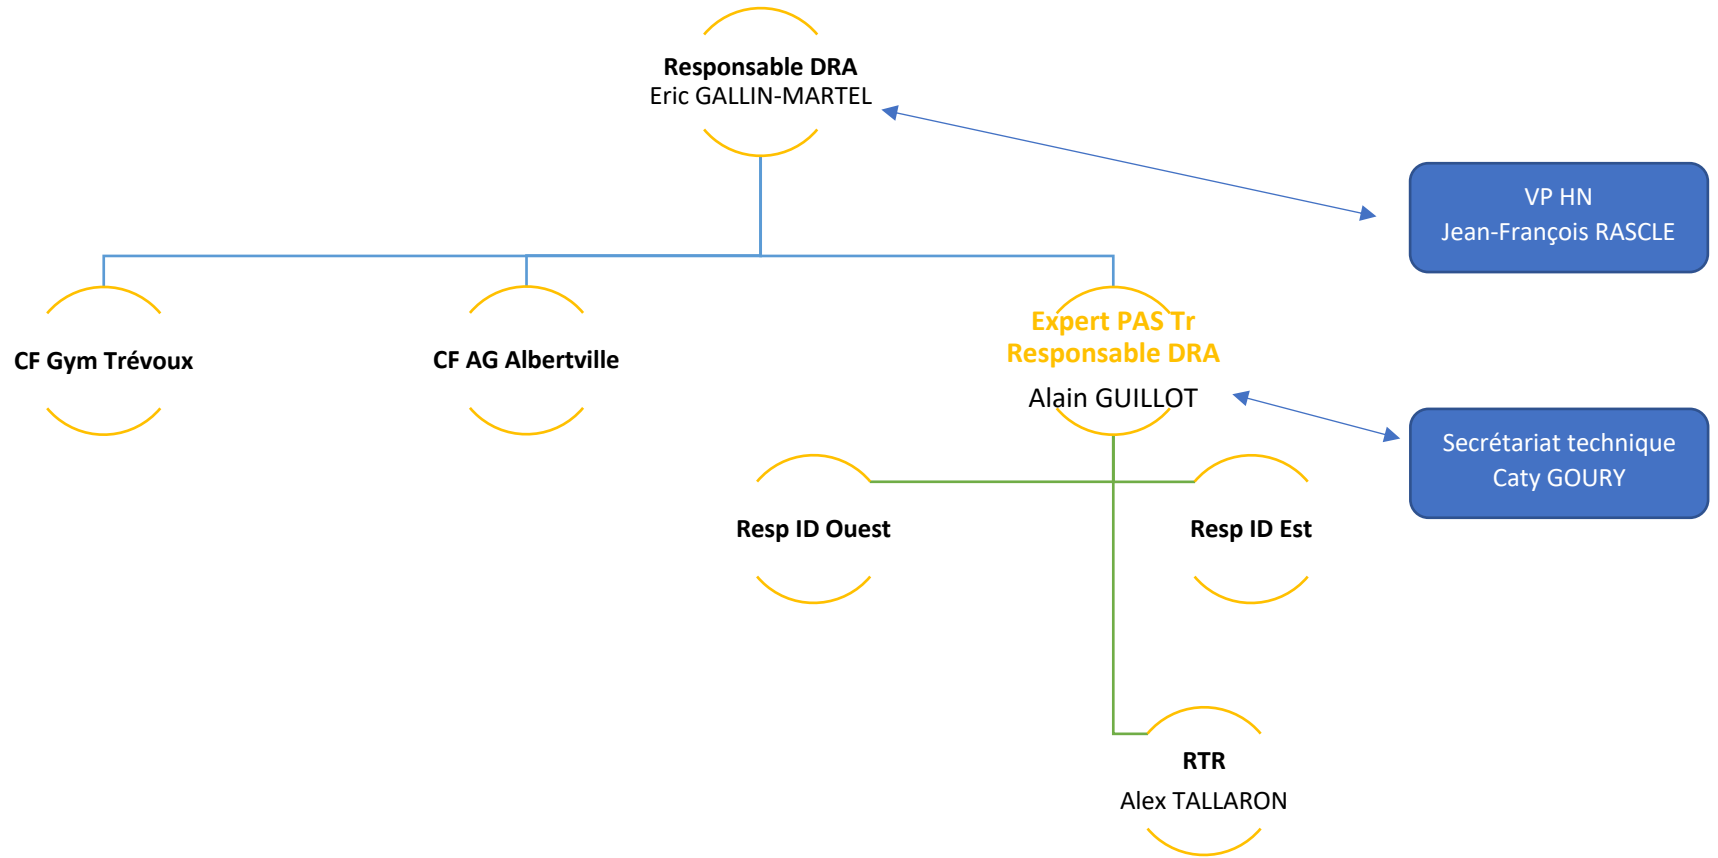 Responsable DRA
Eric GALLIN-MARTEL
VP HN
Jean-François RASCLE
CF Gym Trévoux
CF AG Albertville
Expert PAS Tr
Responsable DRA
Alain GUILLOT
Secrétariat technique
Caty GOURY
Resp ID Ouest
Resp ID Est
RTR
Alex TALLARON